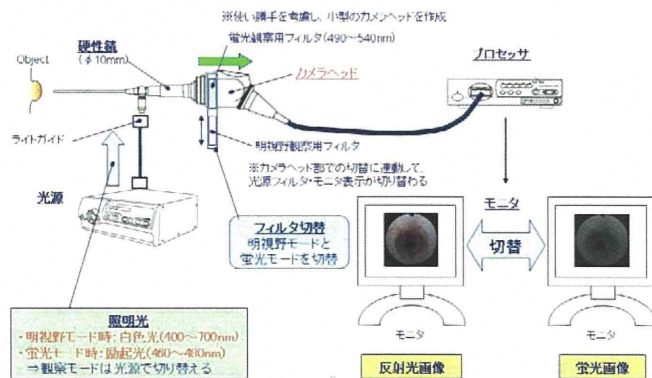 ※使い勝手を考慮し、小型のカメラヘッドを作成
蛍光観察用フィルタ(490~540nm)
硬性鏡
(φ10mm)
Object
カメラヘッド
プロセッサ
ライトガイド
明視野観察用フィルタ
※カメラヘッド部での切替に連動して、
光源フィルタ・モニタ表示が切り替わる
光源
モニタ
フィルタ切替
明視野モードと
蛍光モードを切替
切替
照明光
・明視野モード時:白色光(400~700nm)
・蛍光モード時:励起光(460~480nm)
⇒観察モードは光源で切り替える
モニタ
モニタ
反射光画像
蛍光画像